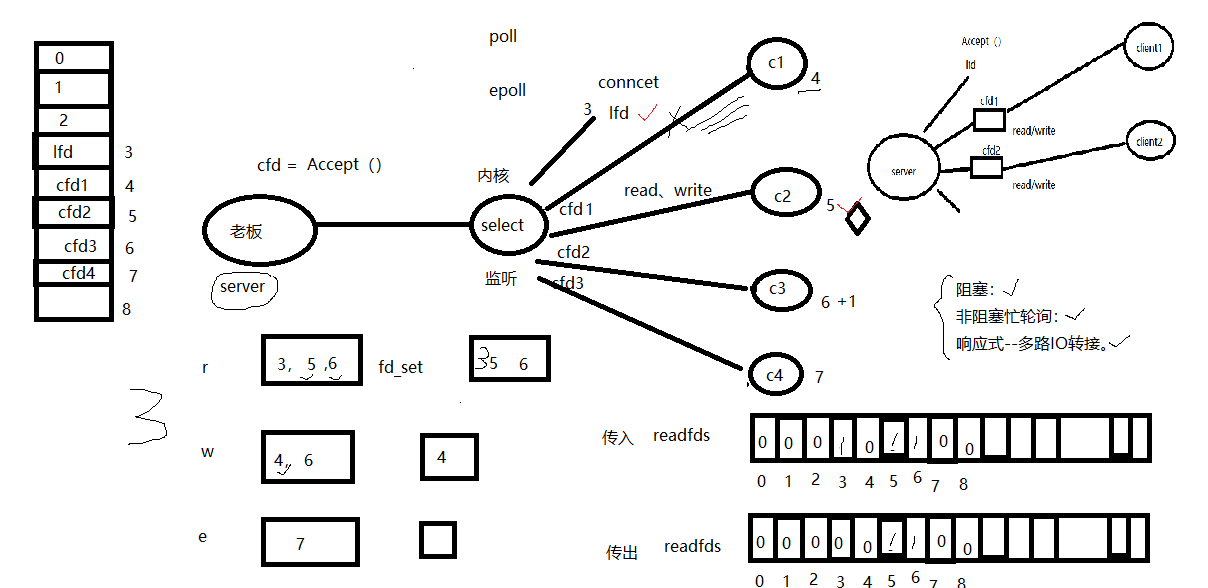 0
1
2
lfd 3
cfd1 4
cfd2 5
cfd3 6
cfd4 7
8
poll
epoll
conncet
3 lfd
cfd = Accept ()
内核
老板
server
select
监听
cfd1
cfd2
cfd3
read、write
c1
4
c2
5
c3
6 +1
c4
7
Accept ()
lfd
server
cfd1
read/write
cfd2
read/write
client1
client2
阻塞：
非阻塞忙轮询：
响应式--多路IO转接。
r
3, 5 ,6
fd_set
3 5 6
3
w
4, 6
4
e
7
传入 readfds
0 0 0 1 0 1 1 0 0
0 1 2 3 4 5 6 7 8
传出 readfds
0 0 0 0 0 1 1 0 0
0 1 2 3 4 5 6 7 8